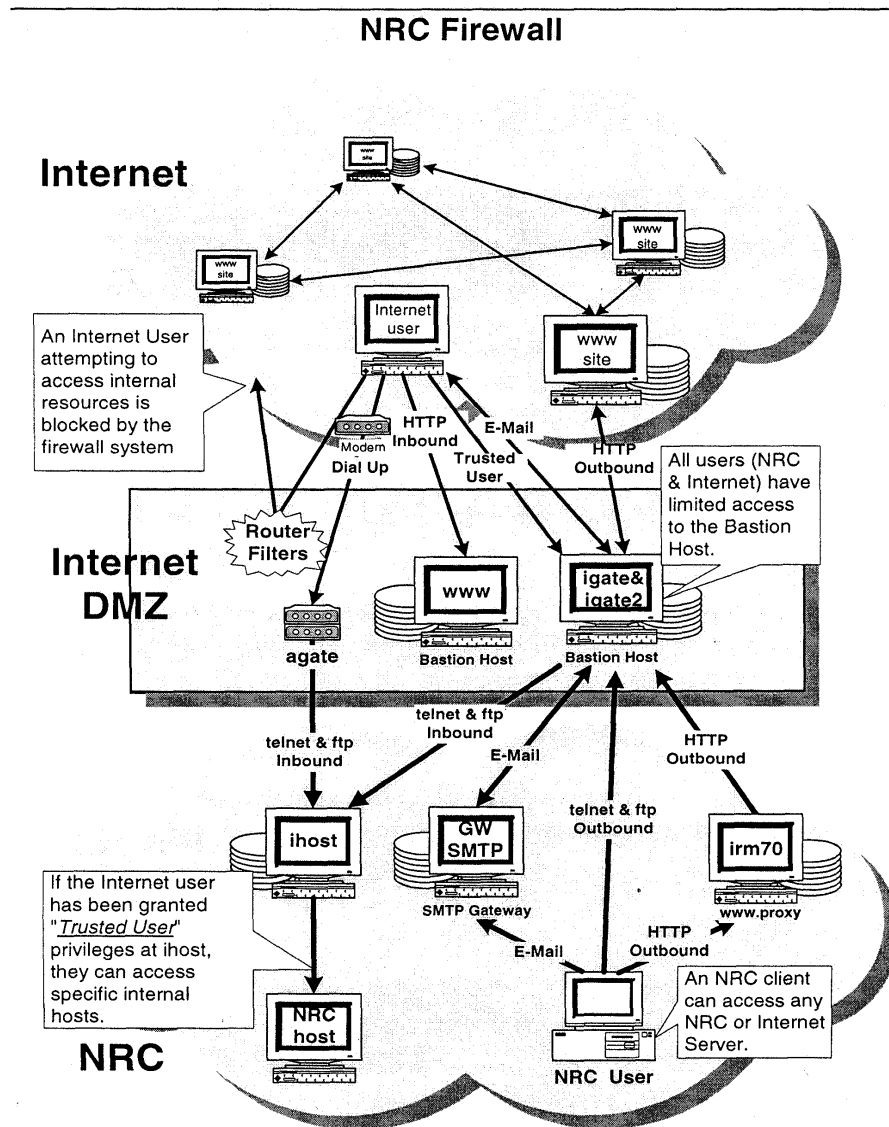 NRC Firewall
Internet
www
site
www
site
www
site
Internet
user
www
site
An Internet User
attempting to
access internal
resources is
blocked by the
firewall system
Modem
Dial Up
HTTP
Inbound
E-Mail
Trusted
User
HTTP
Outbound
All users (NRC
& Internet) have
limited access
to the Bastion
Host.
Internet
DMZ
Router
Filters
agate
www
Bastion Host
igate&
igate2
Bastion Host
telnet & ftp
Inbound
telnet & ftp
Inbound
E-Mail
telnet & ftp
Outbound
HTTP
Outbound
ihost
GW
SMTP
SMTP Gateway
irm70
www.proxy
If the Internet user
has been granted
"Trusted User"
privileges at ihost,
they can access
specific internal
hosts.
E-Mail
HTTP
Outbound
NRC
host
NRC
NRC User
An NRC client
can access any
NRC or Internet
Server.